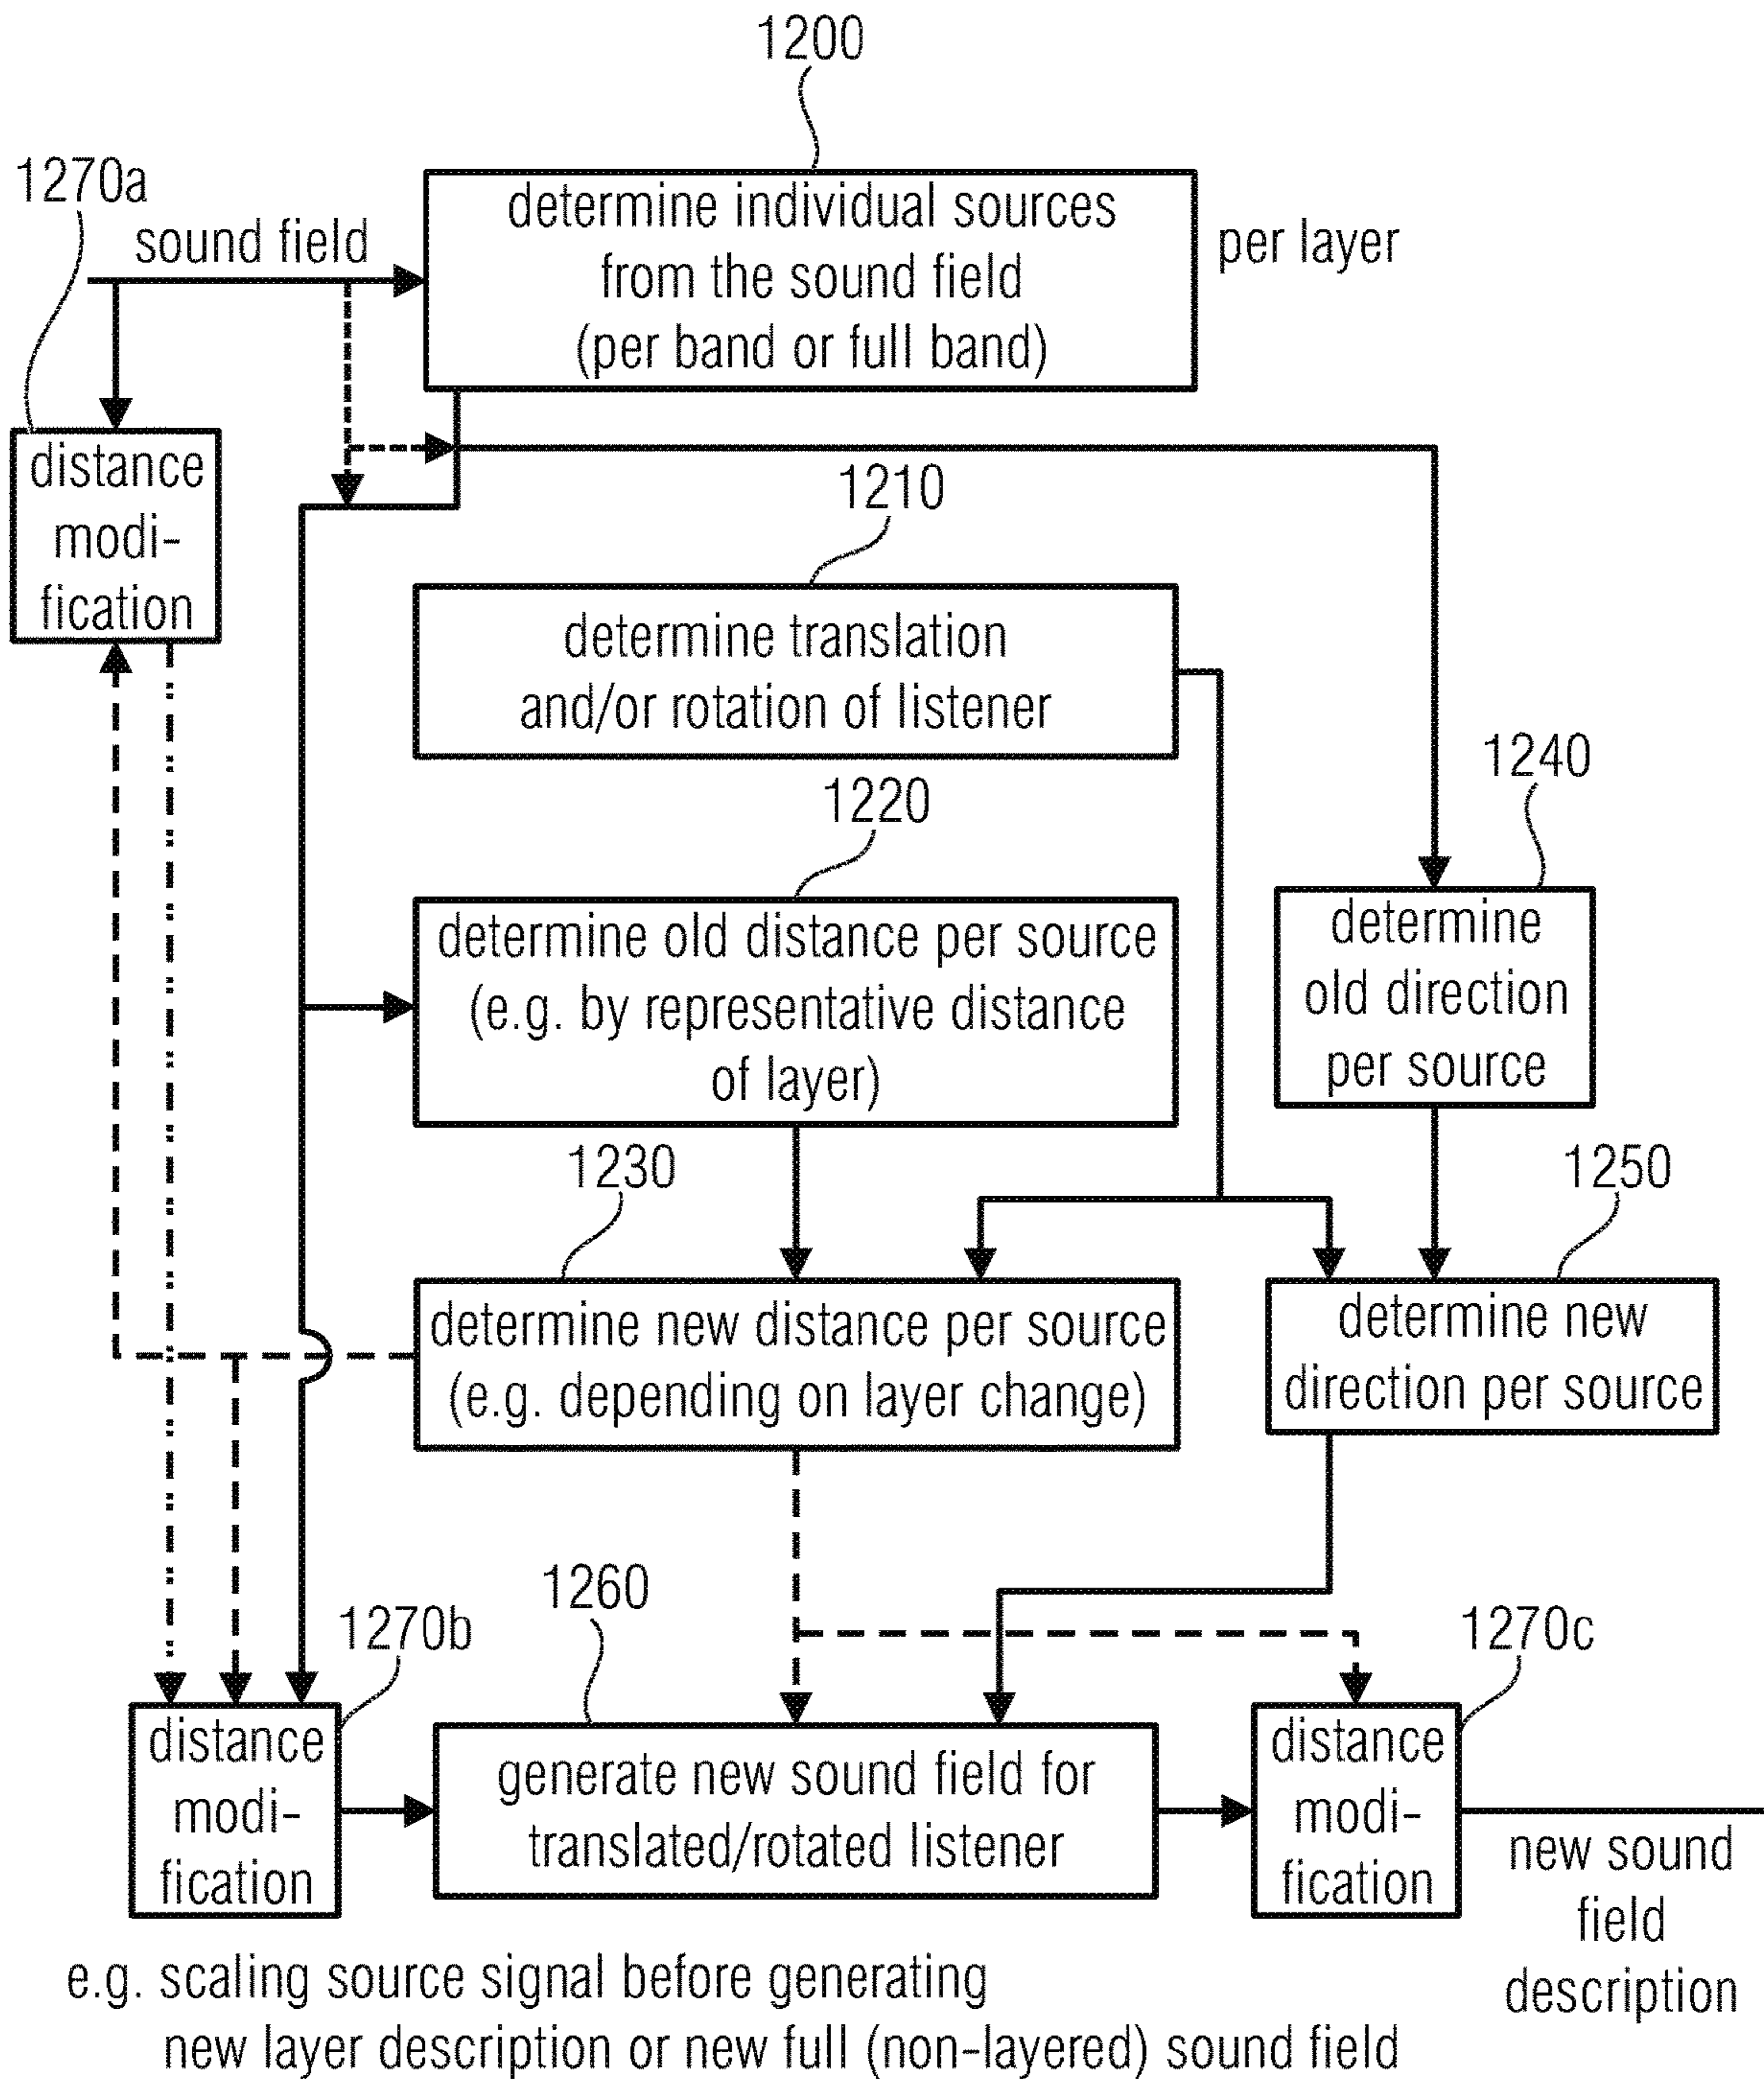 1200
1270a
sound field
determine individual sources
from the sound field
(per band or full band)
per layer
distance
modi-
fication
1210
determine translation
and/or rotation of listener
1220
determine old distance per source
(e.g. by representative distance
of layer)
1240
determine
old direction
per source
1230
determine new distance per source
(e.g. depending on layer change)
1250
determine new
direction per source
1270b
distance
modi-
fication
1260
generate new sound field for
translated/rotated listener
1270c
distance
modi-
fication
new sound
field
description
e.g. scaling source signal before generating
new layer description or new full (non-layered) sound field